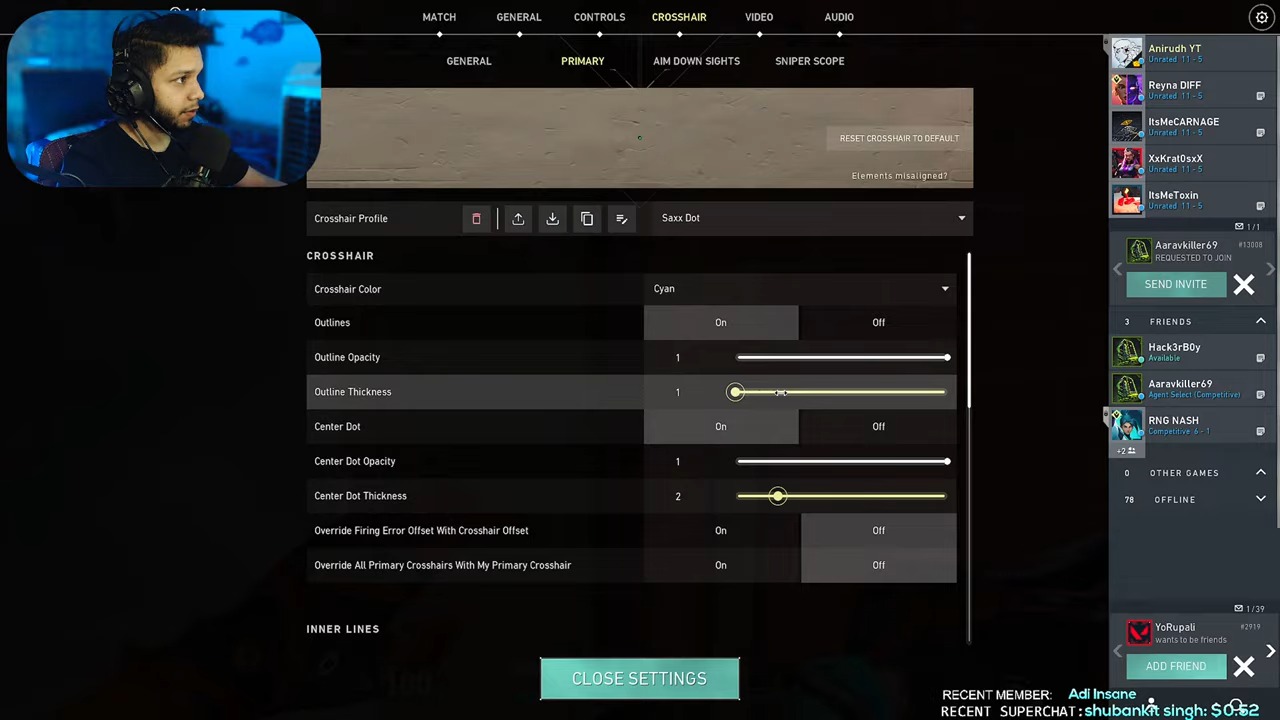 MATCH GENERAL CONTROLS CROSSHAIR VIDEO AUDIO
GENERAL PRIMARY AIM DOWN SIGHTS SNIPER SCOPE
RESET CROSSHAIR TO DEFAULT
Elements misaligned?
Crosshair Profile Saxx Dot
CROSSHAIR
Crosshair Color Cyan
Outlines On Off
Outline Opacity 1
Outline Thickness 1
Center Dot On Off
Center Dot Opacity 1
Center Dot Thickness 2
Override Firing Error Offset With Crosshair Offset On Off
Override All Primary Crosshairs With My Primary Crosshair On Off
INNER LINES
CLOSE SETTINGS
Anirudh YT
Unrated 11 - 5
Reyna DIFF
Unrated 11 - 5
ItsMeCARNAGE
Unrated 11 - 5
XxKrat0sxX
Unrated 11 - 5
ItsMeToxin
Unrated 11 - 5
1/1
Aaravkiller69 #13008
REQUESTED TO JOIN
SEND INVITE
3 FRIENDS
Hack3rB0y
Available
Aaravkiller69
Agent Select (Competitive)
RNG NASH
Competitive: 6 - 1
+2
0 OTHER GAMES
78 OFFLINE
1/39
YoRupali #2919
wants to be friends
ADD FRIEND
RECENT MEMBER: Adi Insane
RECENT SUPERCHAT: shubankit singh: